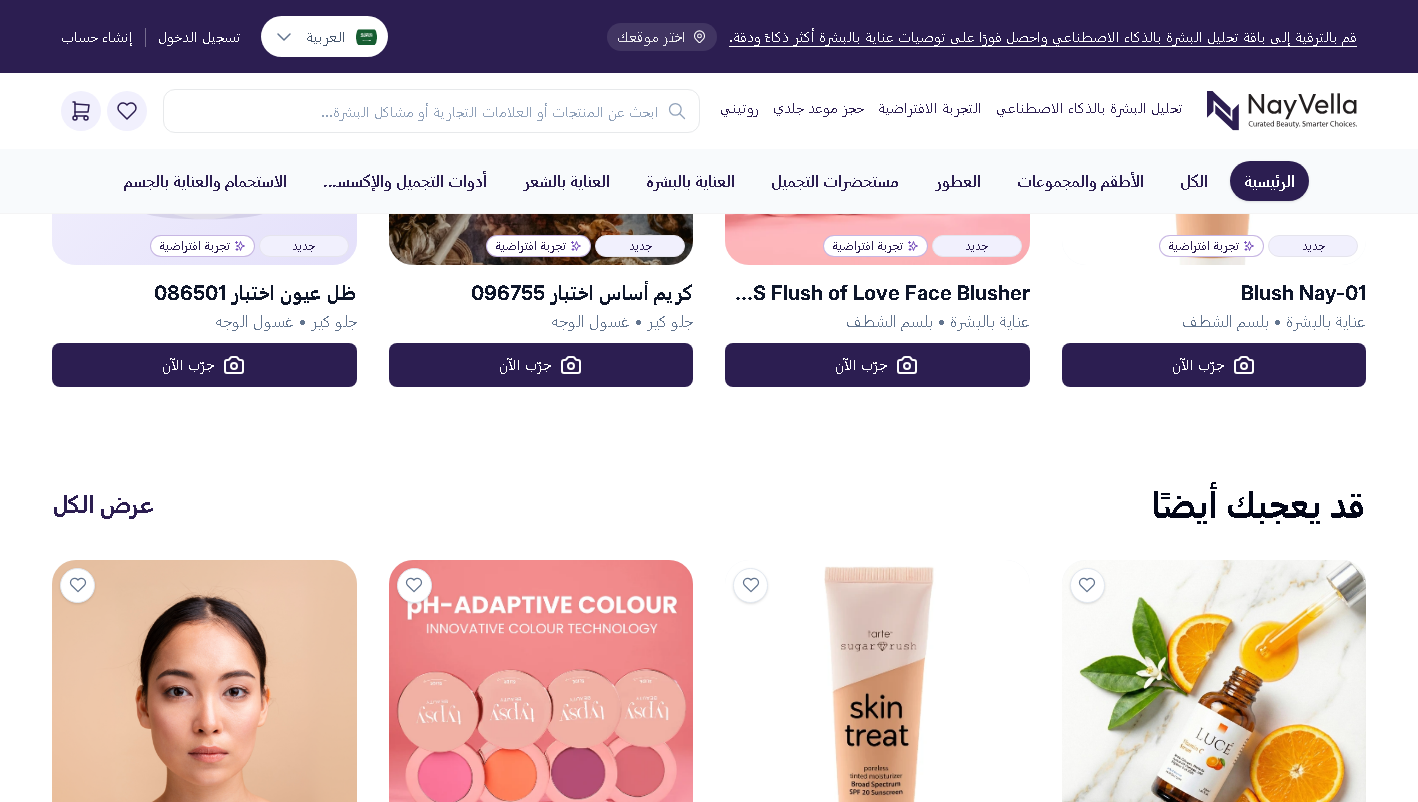 قم بالترقية إلى باقة تحليل البشرة بالذكاء الاصطناعي واحصل فورًا على توصيات عناية بالبشرة أكثر ذكاءً ودقة.
اختر موقعك
العربية
تسجيل الدخول
إنشاء حساب
NayVella
Curated Beauty. Smarter Choices.
تحليل البشرة بالذكاء الاصطناعي
التجربة الافتراضية
حجز موعد جلدي
روتيني
ابحث عن المنتجات أو العلامات التجارية أو مشاكل البشرة...
الرئيسية
الكل
الأطقم والمجموعات
العطور
مستحضرات التجميل
العناية بالبشرة
العناية بالشعر
أدوات التجميل والإكسسـ...
الاستحمام والعناية بالجسم
جديد
تجربة افتراضية
جديد
تجربة افتراضية
جديد
تجربة افتراضية
جديد
تجربة افتراضية
Blush Nay-01
عناية بالبشرة • بلسم الشطف
جرّب الآن
S Flush of Love Face Blusher...
عناية بالبشرة • بلسم الشطف
جرّب الآن
كريم أساس اختبار 096755
جلو كير • غسول الوجه
جرّب الآن
ظل عيون اختبار 086501
جلو كير • غسول الوجه
جرّب الآن
قد يعجبك أيضًا
عرض الكل
LUCÉ
Vitamin C
Serum
tarte
sugar rush
skin
treat
poreless
tinted moisturizer
Broad Spectrum
SPF 20 Sunscreen
pH-ADAPTIVE COLOUR
INNOVATIVE COLOUR TECHNOLOGY